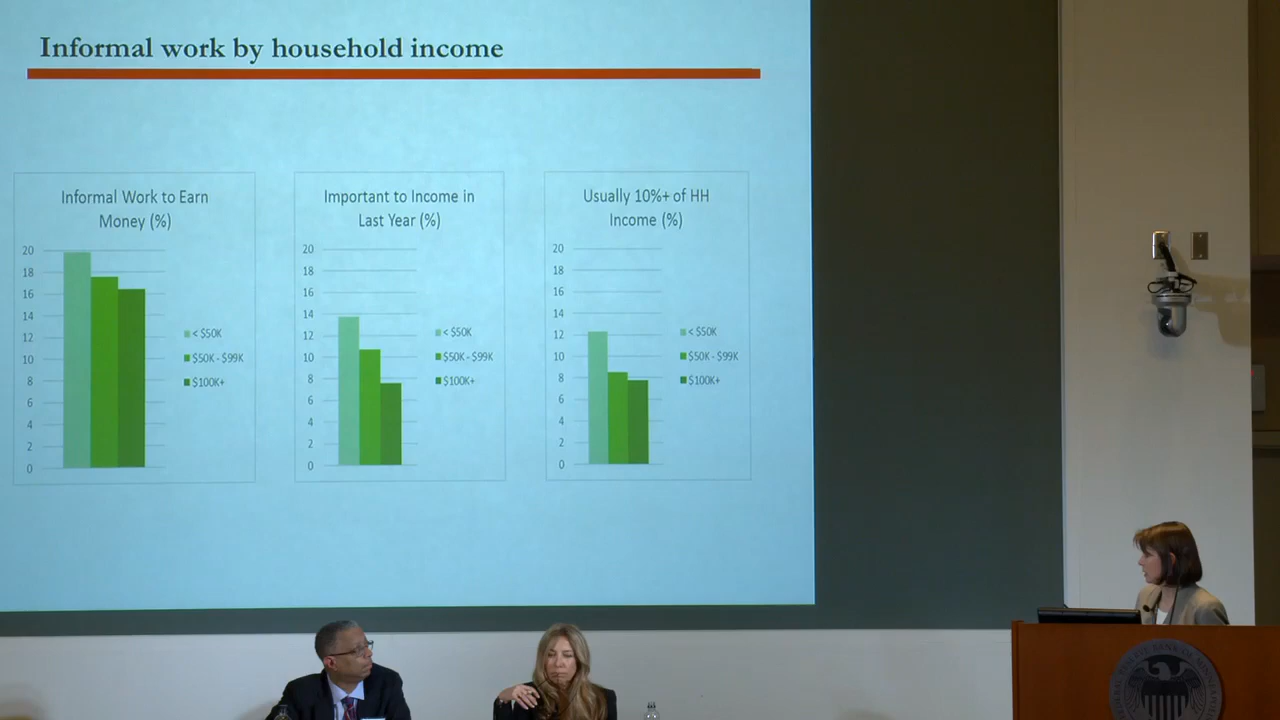 Informal work by household income
Informal Work to Earn
Money (%)
20
18
16
14
12
10
8
6
4
2
0
< $50K
$50K - $99K
$100K+
Important to Income in
Last Year (%)
20
18
16
14
12
10
8
6
4
2
0
< $50K
$50K - $99K
$100K+
Usually 10%+ of HH
Income (%)
20
18
16
14
12
10
8
6
4
2
0
< $50K
$50K - $99K
$100K+
BANK OF